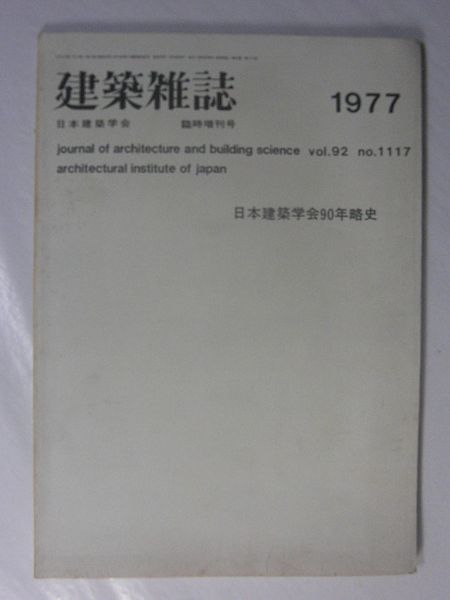 建築雑誌 1977
日本建築学会 臨時増刊号
journal of architecture and building science vol.92 no.1117
architectural institute of japan
日本建築学会90年略史